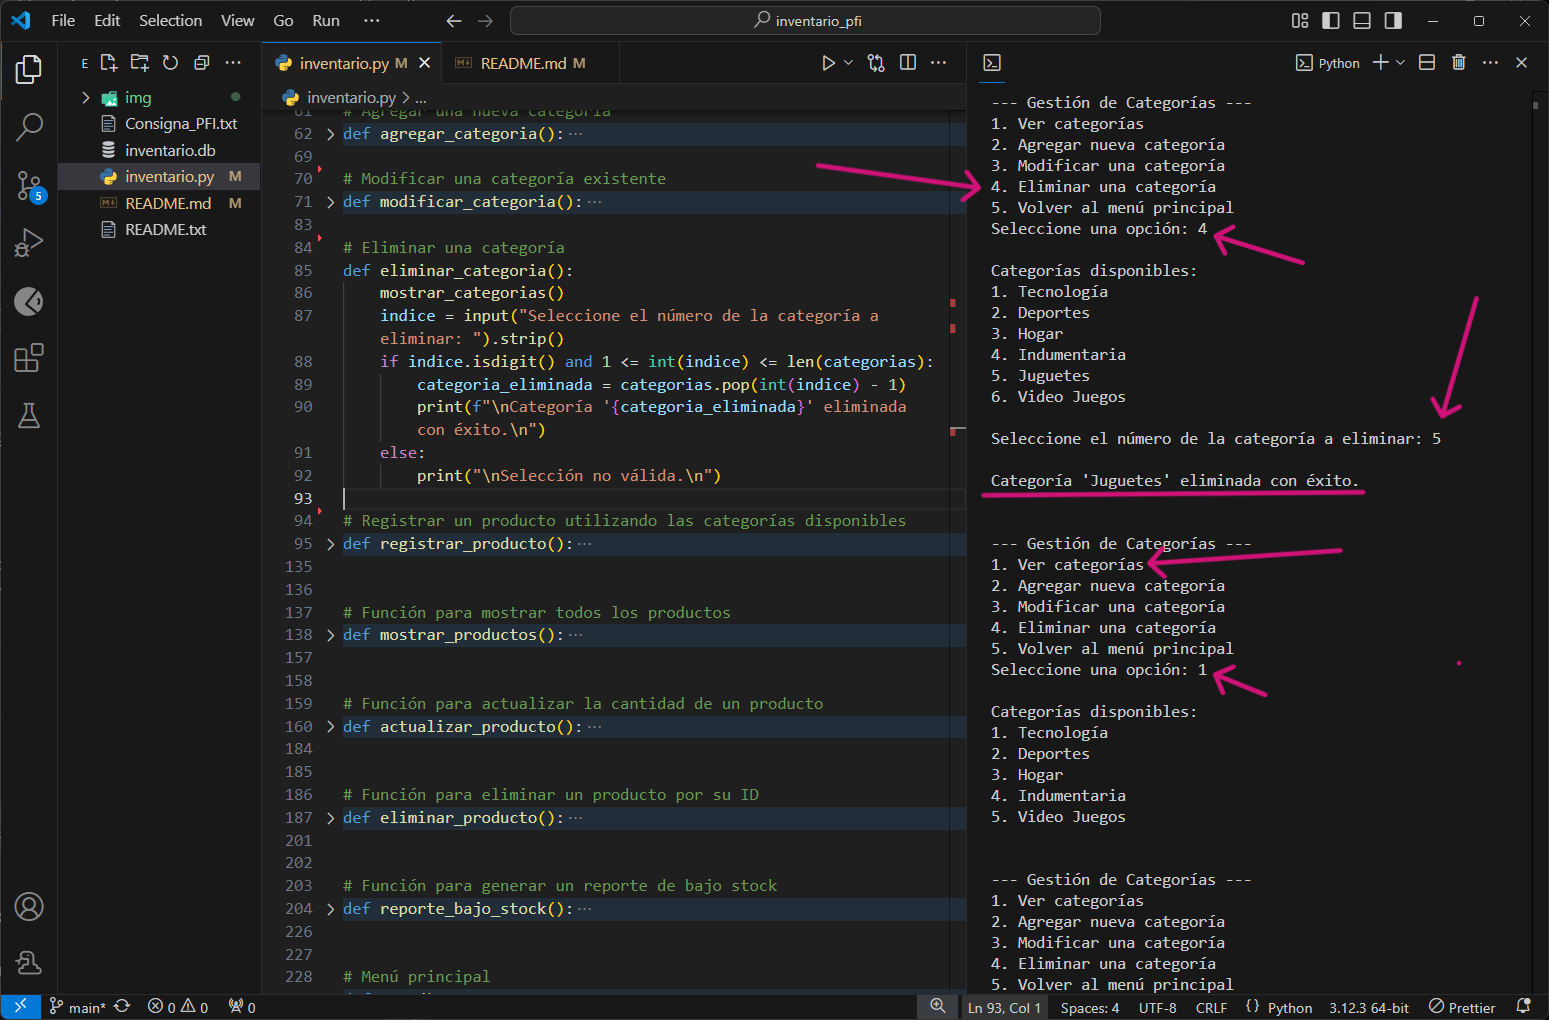 File Edit Selection View Go Run ···
inventario_pfi
E
img
Consigna_PFI.txt
inventario.db
inventario.py M
README.md M
README.txt
5
inventario.py M
README.md M
inventario.py > ...
61 # Agregar una nueva categoría
62 def agregar_categoria(): ···
69
70 # Modificar una categoría existente
71 def modificar_categoria(): ···
83
84 # Eliminar una categoría
85 def eliminar_categoria():
86 mostrar_categorias()
87 indice = input("Seleccione el número de la categoría a
eliminar: ").strip()
88 if indice.isdigit() and 1 <= int(indice) <= len(categorias):
89 categoria_eliminada = categorias.pop(int(indice) - 1)
90 print(f"\nCategoría '{categoria_eliminada}' eliminada
con éxito.\n")
91 else:
92 print("\nSelección no válida.\n")
93
94 # Registrar un producto utilizando las categorías disponibles
95 def registrar_producto(): ···
135
136
137 # Función para mostrar todos los productos
138 def mostrar_productos(): ···
157
158
159 # Función para actualizar la cantidad de un producto
160 def actualizar_producto(): ···
184
185
186 # Función para eliminar un producto por su ID
187 def eliminar_producto(): ···
201
202
203 # Función para generar un reporte de bajo stock
204 def reporte_bajo_stock(): ···
226
227
228 # Menú principal
Python
--- Gestión de Categorías ---
1. Ver categorías
2. Agregar nueva categoría
3. Modificar una categoría
4. Eliminar una categoría
5. Volver al menú principal
Seleccione una opción: 4
Categorías disponibles:
1. Tecnología
2. Deportes
3. Hogar
4. Indumentaria
5. Juguetes
6. Video Juegos
Seleccione el número de la categoría a eliminar: 5
Categoría 'Juguetes' eliminada con éxito.
--- Gestión de Categorías ---
1. Ver categorías
2. Agregar nueva categoría
3. Modificar una categoría
4. Eliminar una categoría
5. Volver al menú principal
Seleccione una opción: 1
Categorías disponibles:
1. Tecnología
2. Deportes
3. Hogar
4. Indumentaria
5. Video Juegos
--- Gestión de Categorías ---
1. Ver categorías
2. Agregar nueva categoría
3. Modificar una categoría
4. Eliminar una categoría
5. Volver al menú principal
main* 0 0 0 Ln 93, Col 1 Spaces: 4 UTF-8 CRLF {} Python 3.12.3 64-bit Prettier